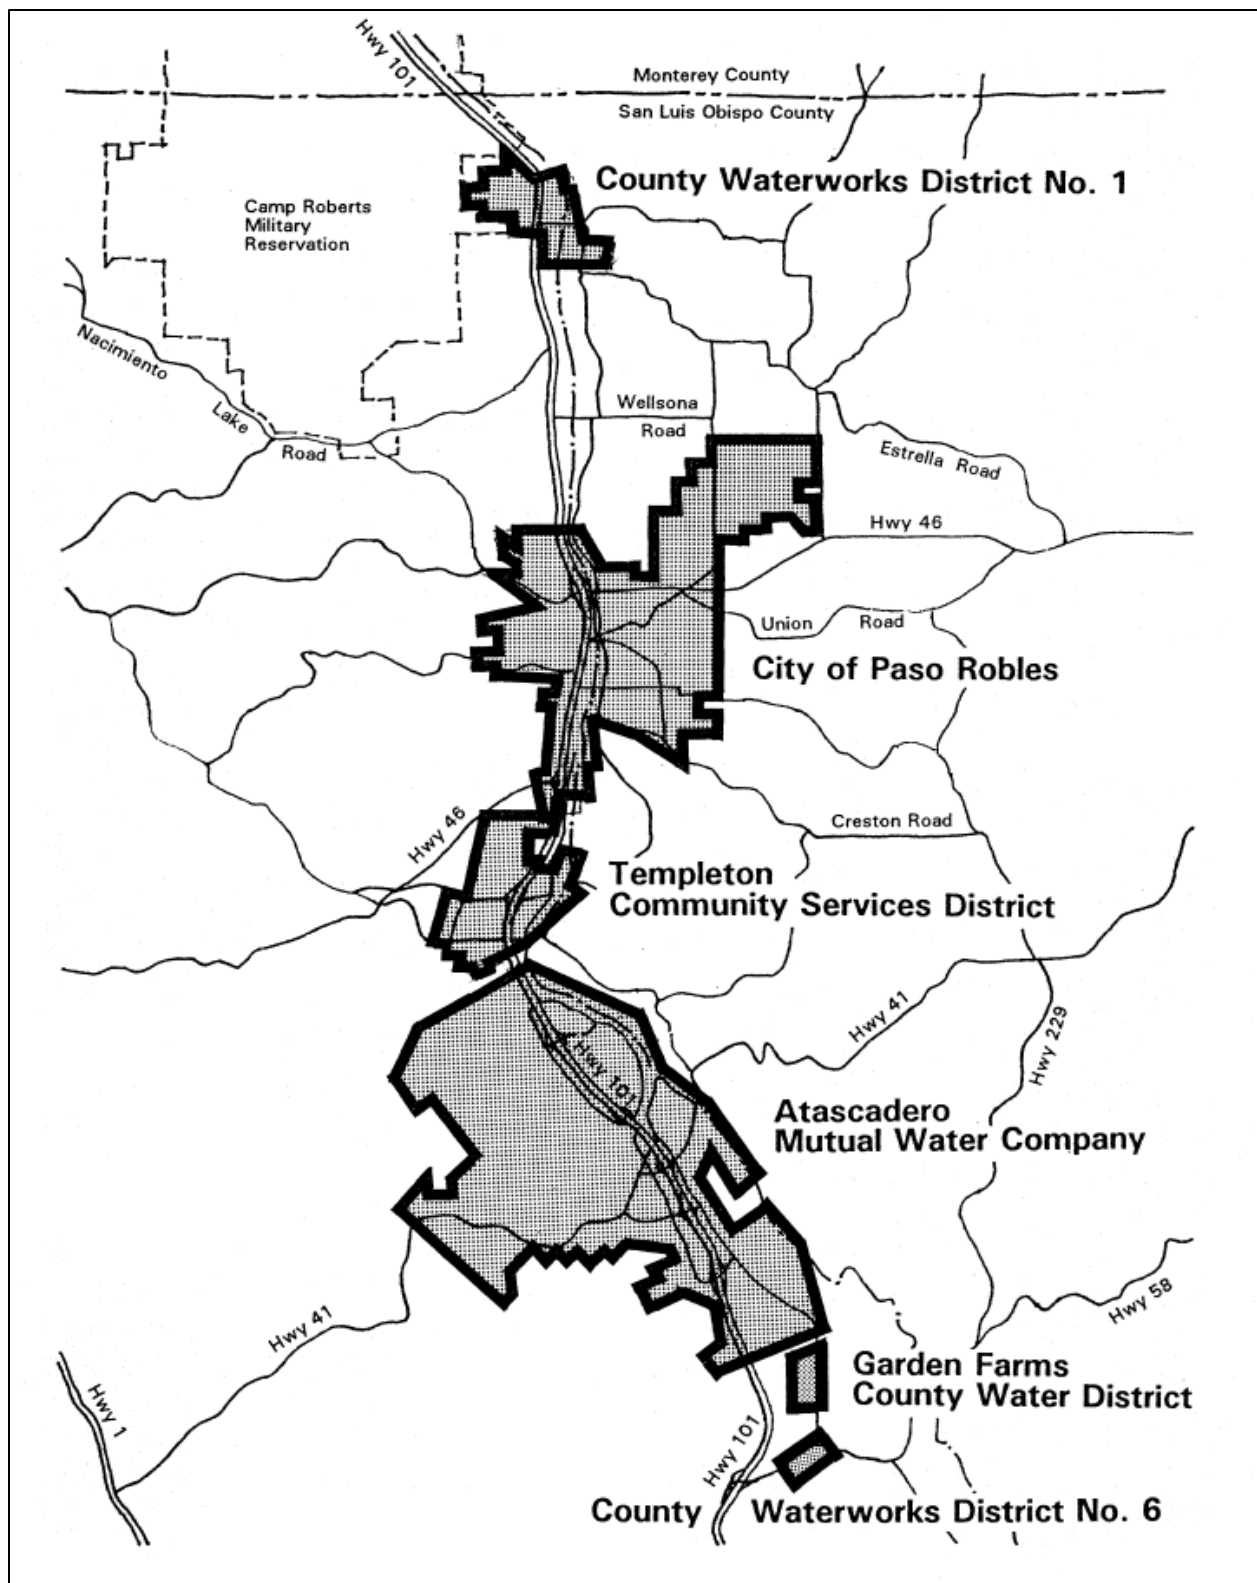 Hwy 101
Monterey County
San Luis Obispo County
County Waterworks District No. 1
Camp Roberts
Military
Reservation
Nacimiento
Lake
Road
Wellsona
Road
Estrella Road
Hwy 46
Union Road
City of Paso Robles
Hwy 46
Creston Road
Templeton
Community Services District
Hwy 41
Hwy 229
Hwy 101
Atascadero
Mutual Water Company
Hwy 41
Hwy 58
Garden Farms
County Water District
Hwy 1
Hwy 101
County Waterworks District No. 6